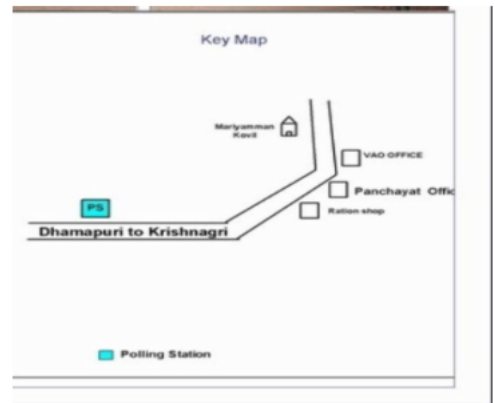 Key Map
Mariyamman
Kovil
VAO OFFICE
Panchayat Offic
Ration shop
PS
Dhamapuri to Krishnagri
Polling Station